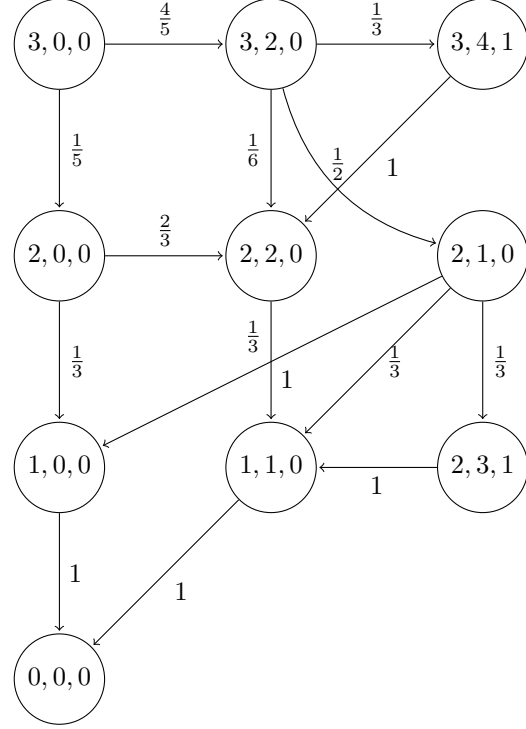 4/5
1/3
3, 0, 0
3, 2, 0
3, 4, 1
1/5
1/6
1/2
1
2/3
2, 0, 0
2, 2, 0
2, 1, 0
1/3
1/3
1
1/3
1/3
1, 0, 0
1, 1, 0
2, 3, 1
1
1
1
0, 0, 0